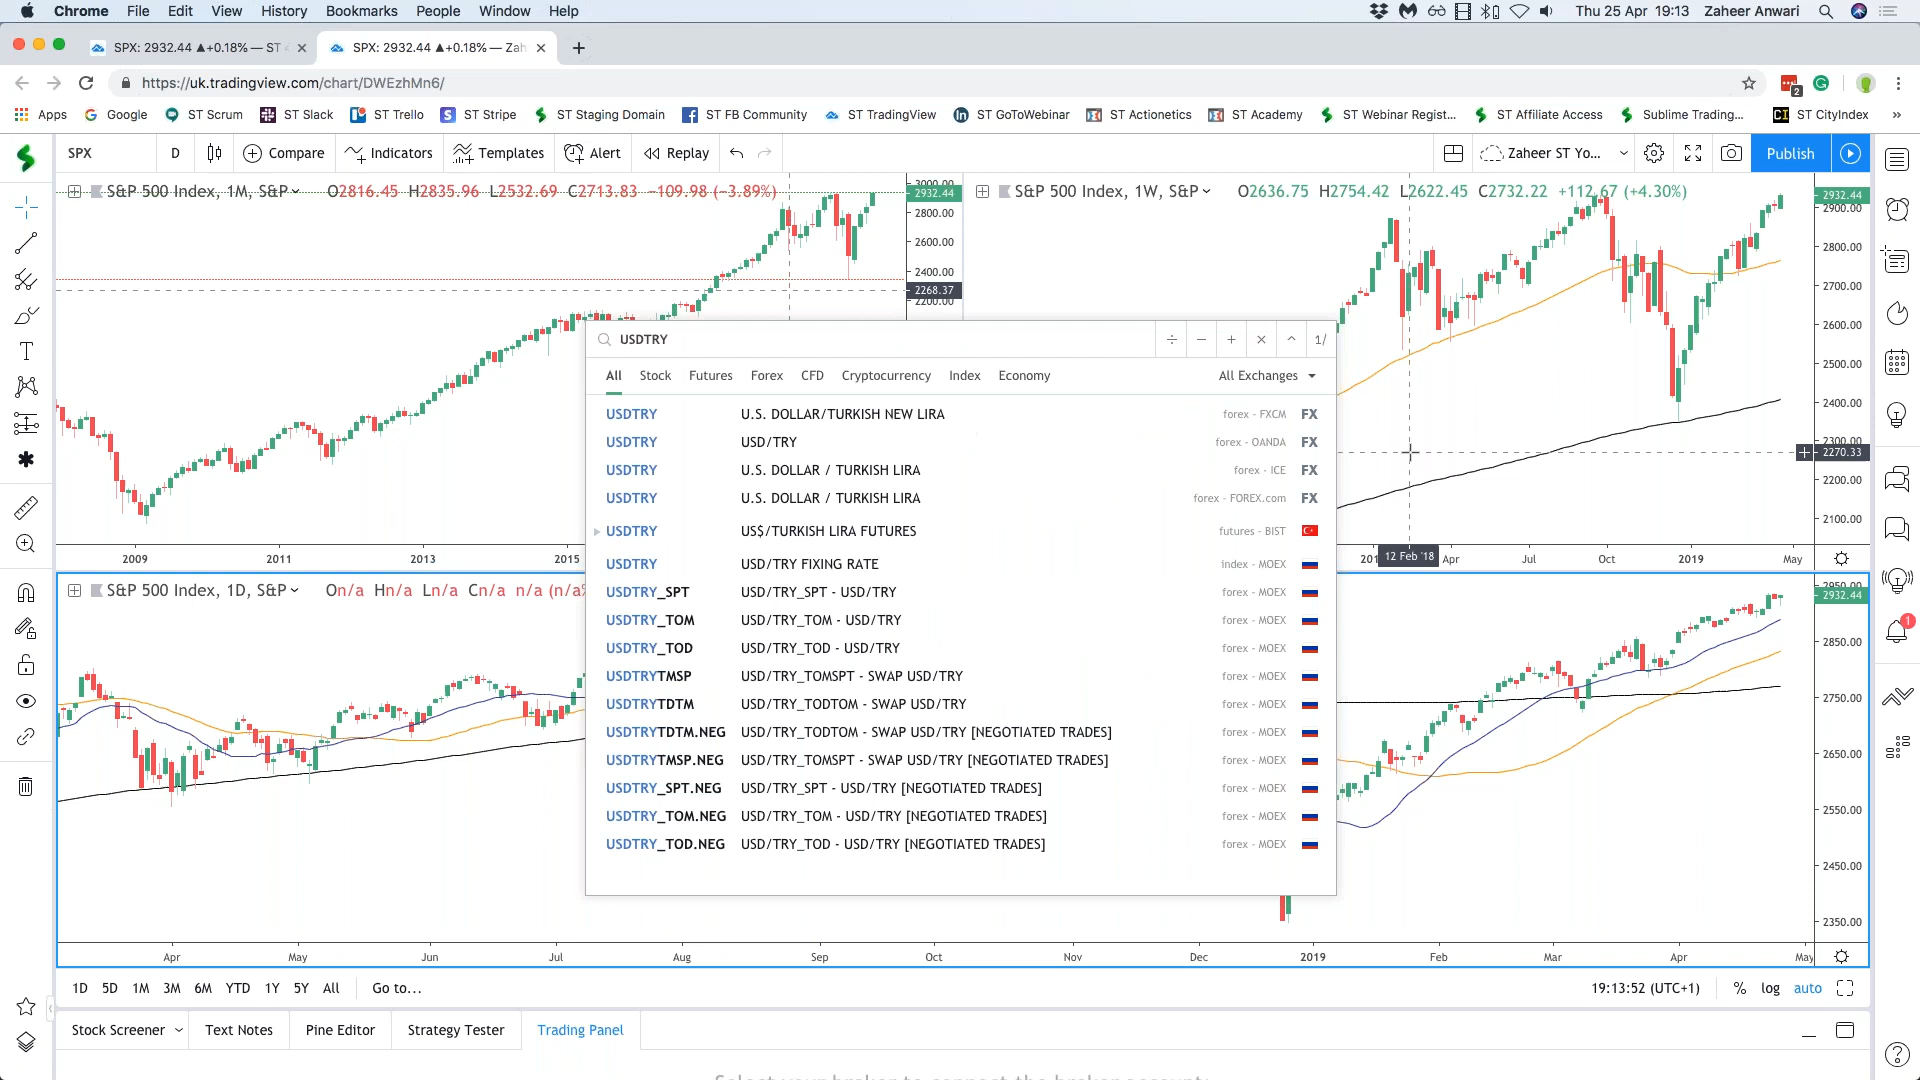 Chrome File Edit View History Bookmarks People Window Help Thu 25 Apr 19:13 Zaheer Anwari
SPX: 2932.44 ▲+0.18% — ST SPX: 2932.44 ▲+0.18% — Zah
https://uk.tradingview.com/chart/DWEzhMn6/ 2
Apps Google ST Scrum ST Slack ST Trello ST Stripe ST Staging Domain ST FB Community ST TradingView ST GoToWebinar ST Actionetics ST Academy ST Webinar Regist... ST Affiliate Access Sublime Trading... ST CityIndex »
SPX D Compare Indicators Templates Alert Replay Zaheer ST Yo... Publish
S&P 500 Index, 1M, S&P O2816.45 H2835.96 L2532.69 C2713.83 −109.98 (−3.89%)
3000.00
2932.44
2800.00
2600.00
2400.00
2268.37
2200.00
2009 2011 2013 2015
S&P 500 Index, 1W, S&P O2636.75 H2754.42 L2622.45 C2732.22 +112.67 (+4.30%)
2932.44
2900.00
2800.00
2700.00
2600.00
2500.00
2400.00
2300.00
2270.33
2200.00
2100.00
12 Feb '18 Apr Jul Oct 2019 May
USDTRY ÷ − + × ^ 1/
All Stock Futures Forex CFD Cryptocurrency Index Economy All Exchanges
USDTRY U.S. DOLLAR/TURKISH NEW LIRA forex - FXCM FX
USDTRY USD/TRY forex - OANDA FX
USDTRY U.S. DOLLAR / TURKISH LIRA forex - ICE FX
USDTRY U.S. DOLLAR / TURKISH LIRA forex - FOREX.com FX
USDTRY US$/TURKISH LIRA FUTURES futures - BIST
USDTRY USD/TRY FIXING RATE index - MOEX
USDTRY_SPT USD/TRY_SPT - USD/TRY forex - MOEX
USDTRY_TOM USD/TRY_TOM - USD/TRY forex - MOEX
USDTRY_TOD USD/TRY_TOD - USD/TRY forex - MOEX
USDTRYTMSP USD/TRY_TOMSPT - SWAP USD/TRY forex - MOEX
USDTRYTDTM USD/TRY_TODTOM - SWAP USD/TRY forex - MOEX
USDTRYTDTM.NEG USD/TRY_TODTOM - SWAP USD/TRY [NEGOTIATED TRADES] forex - MOEX
USDTRYTMSP.NEG USD/TRY_TOMSPT - SWAP USD/TRY [NEGOTIATED TRADES] forex - MOEX
USDTRY_SPT.NEG USD/TRY_SPT - USD/TRY [NEGOTIATED TRADES] forex - MOEX
USDTRY_TOM.NEG USD/TRY_TOM - USD/TRY [NEGOTIATED TRADES] forex - MOEX
USDTRY_TOD.NEG USD/TRY_TOD - USD/TRY [NEGOTIATED TRADES] forex - MOEX
S&P 500 Index, 1D, S&P On/a Hn/a Ln/a Cn/a n/a (n/a%
2950.00
2932.44
2850.00
2750.00
2650.00
2550.00
2450.00
2350.00
1
Apr May Jun Jul Aug Sep Oct Nov Dec 2019 Feb Mar Apr May
1D 5D 1M 3M 6M YTD 1Y 5Y All Go to... 19:13:52 (UTC+1) % log auto
Stock Screener Text Notes Pine Editor Strategy Tester Trading Panel